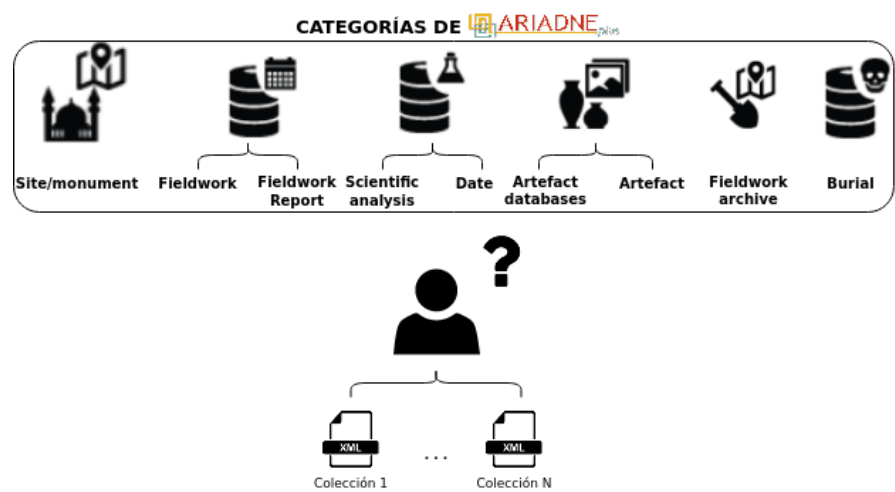 CATEGORÍAS DE ARIADNE plus
Site/monument Fieldwork Fieldwork Report Scientific analysis Date Artefact databases Artefact Fieldwork archive Burial
?
XML ... XML
Colección 1 Colección N